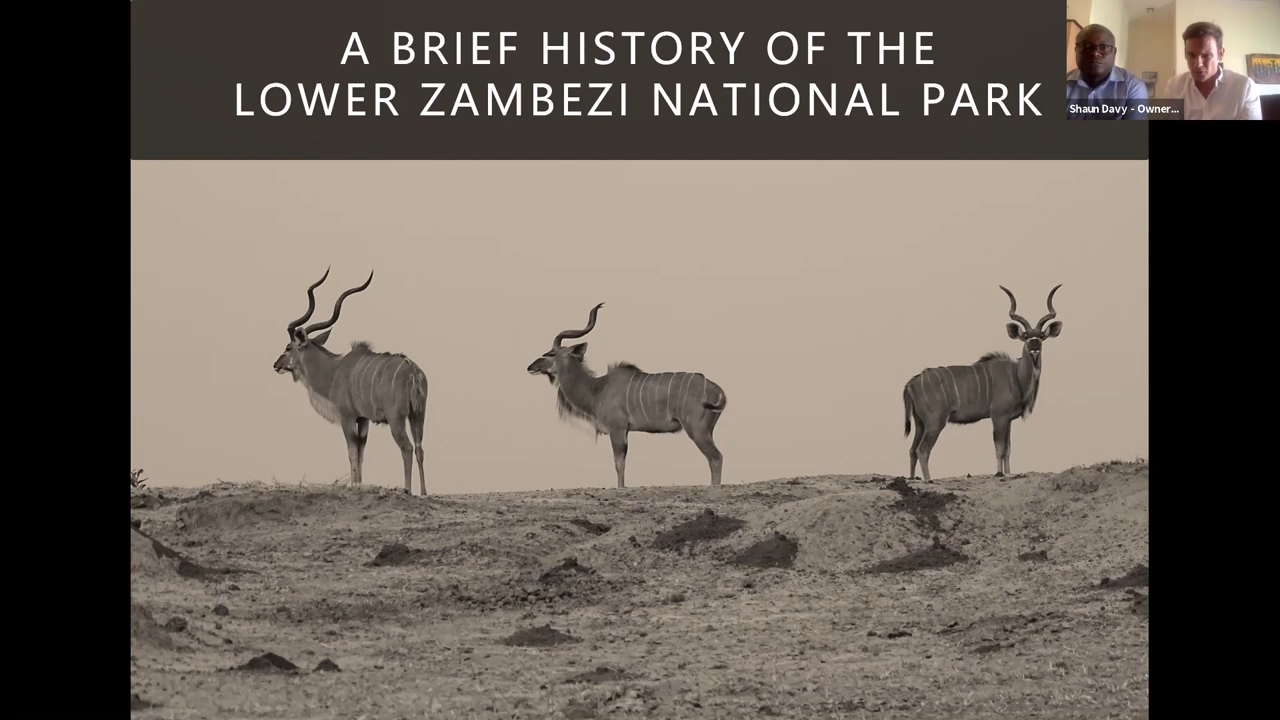 A BRIEF HISTORY OF THE
LOWER ZAMBEZI NATIONAL PARK
Shaun Davy - Owner...